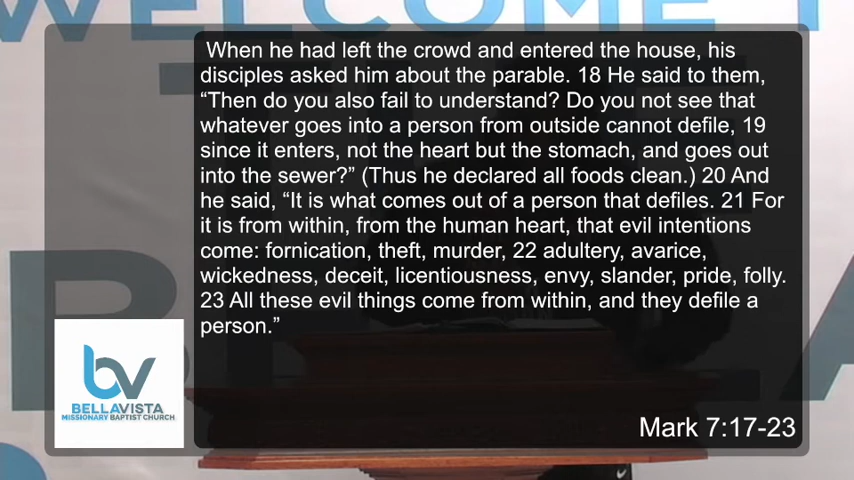 WELCOME T
When he had left the crowd and entered the house, his
disciples asked him about the parable. 18 He said to them,
“Then do you also fail to understand? Do you not see that
whatever goes into a person from outside cannot defile, 19
since it enters, not the heart but the stomach, and goes out
into the sewer?” (Thus he declared all foods clean.) 20 And
he said, “It is what comes out of a person that defiles. 21 For
it is from within, from the human heart, that evil intentions
come: fornication, theft, murder, 22 adultery, avarice,
wickedness, deceit, licentiousness, envy, slander, pride, folly.
23 All these evil things come from within, and they defile a
person.”
bv
BELLAVISTA
MISSIONARY BAPTIST CHURCH
Mark 7:17-23